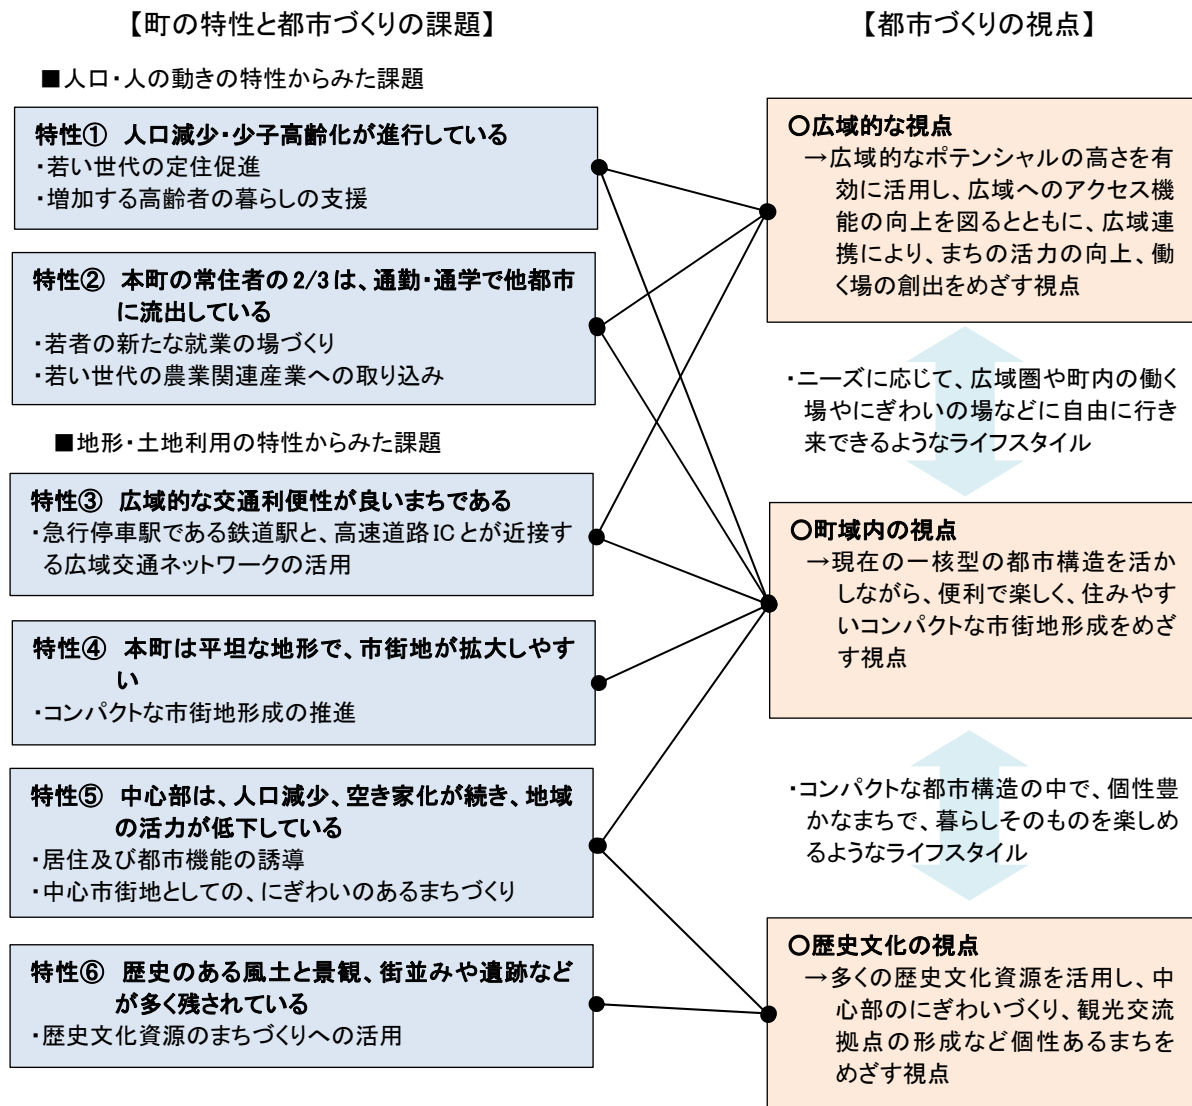 【町の特性と都市づくりの課題】
■人口・人の動きの特性からみた課題
特性① 人口減少・少子高齢化が進行している
・若い世代の定住促進
・増加する高齢者の暮らしの支援
特性② 本町の常住者の2/3は、通勤・通学で他都市
に流出している
・若者の新たな就業の場づくり
・若い世代の農業関連産業への取り込み
■地形・土地利用の特性からみた課題
特性③ 広域的な交通利便性が良いまちである
・急行停車駅である鉄道駅と、高速道路ICとが近接す
る広域交通ネットワークの活用
特性④ 本町は平坦な地形で、市街地が拡大しやす
い
・コンパクトな市街地形成の推進
特性⑤ 中心部は、人口減少、空き家化が続き、地域
の活力が低下している
・居住及び都市機能の誘導
・中心市街地としての、にぎわいのあるまちづくり
特性⑥ 歴史のある風土と景観、街並みや遺跡など
が多く残されている
・歴史文化資源のまちづくりへの活用
【都市づくりの視点】
○広域的な視点
→広域的なポテンシャルの高さを有
効に活用し、広域へのアクセス機
能の向上を図るとともに、広域連
携により、まちの活力の向上、働
く場の創出をめざす視点
・ニーズに応じて、広域圏や町内の働く
場やにぎわいの場などに自由に行き
来できるようなライフスタイル
○町域内の視点
→現在の一核型の都市構造を活か
しながら、便利で楽しく、住みやす
いコンパクトな市街地形成をめざ
す視点
・コンパクトな都市構造の中で、個性豊
かなまちで、暮らしそのものを楽しめ
るようなライフスタイル
○歴史文化の視点
→多くの歴史文化資源を活用し、中
心部のにぎわいづくり、観光交流
拠点の形成など個性あるまちを
めざす視点